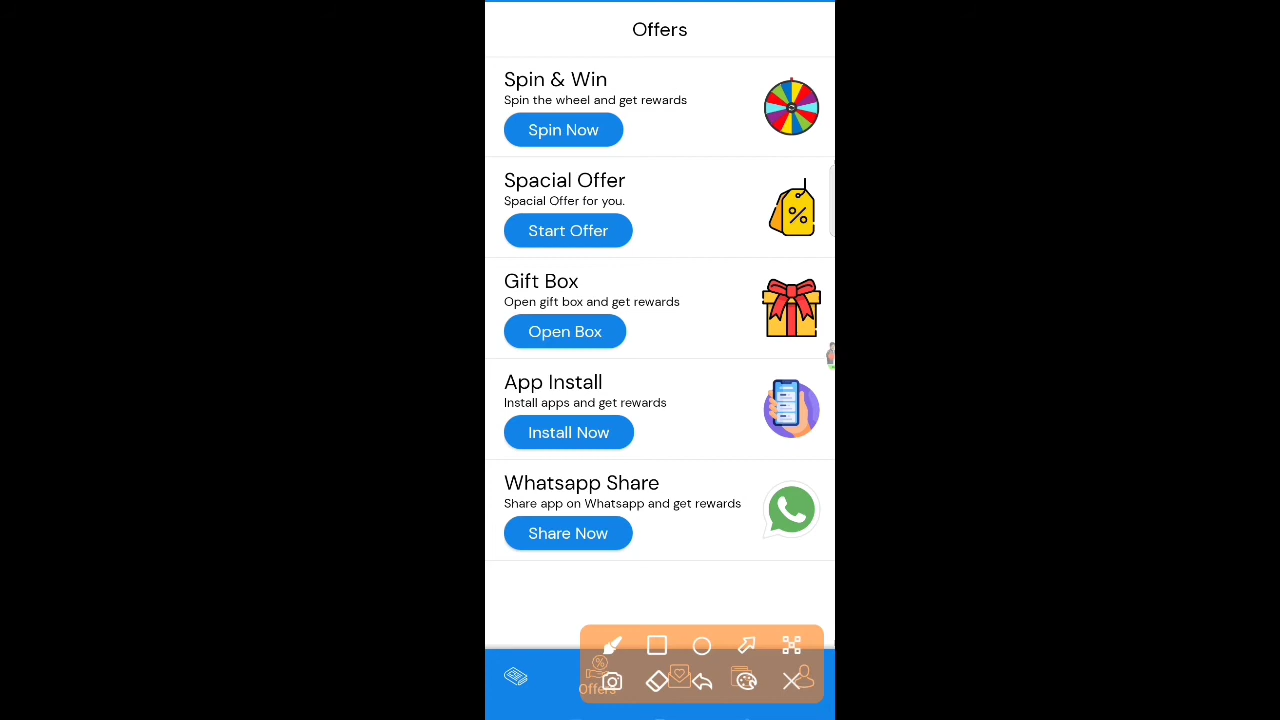 Offers
Spin & Win
Spin the wheel and get rewards
Spin Now
Spacial Offer
Spacial Offer for you.
Start Offer
Gift Box
Open gift box and get rewards
Open Box
App Install
Install apps and get rewards
Install Now
Whatsapp Share
Share app on Whatsapp and get rewards
Share Now
Offers